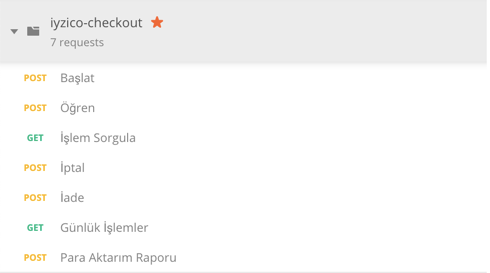 iyzico-checkout
7 requests
POST Başlat
POST Öğren
GET İşlem Sorgula
POST İptal
POST İade
GET Günlük İşlemler
POST Para Aktarım Raporu